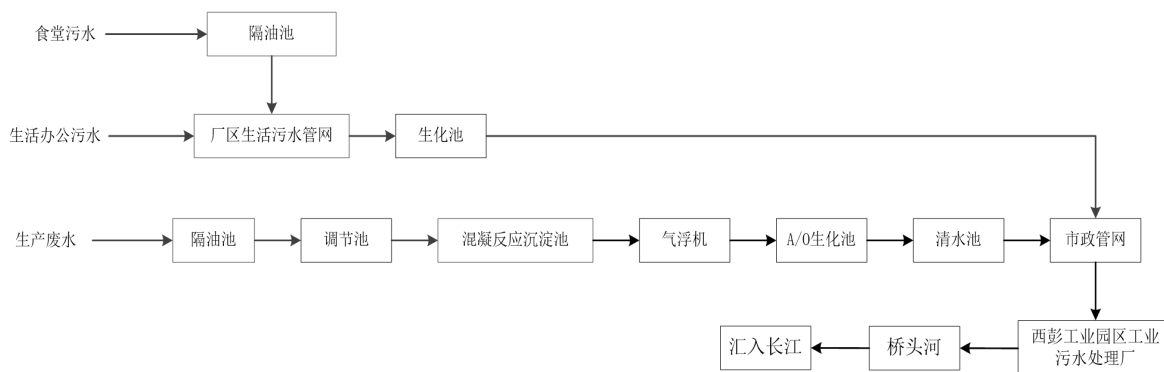 食堂污水
隔油池
生活办公污水
厂区生活污水管网
生化池
生产废水
隔油池
调节池
混凝反应沉淀池
气浮机
A/O生化池
清水池
市政管网
汇入长江
桥头河
西彭工业园区工业
污水处理厂